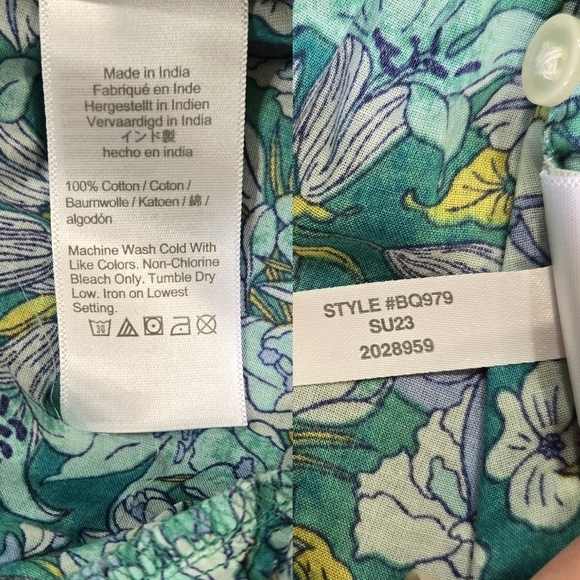 Made in India
Fabriqué en Inde
Hergestellt in Indien
Vervaardigd in India
インド製
hecho en india
100% Cotton / Coton /
Baumwolle / Katoen / 綿 /
algodón
Machine Wash Cold With
Like Colors. Non-Chlorine
Bleach Only. Tumble Dry
Low. Iron on Lowest
Setting.
30
STYLE #BQ979
SU23
2028959